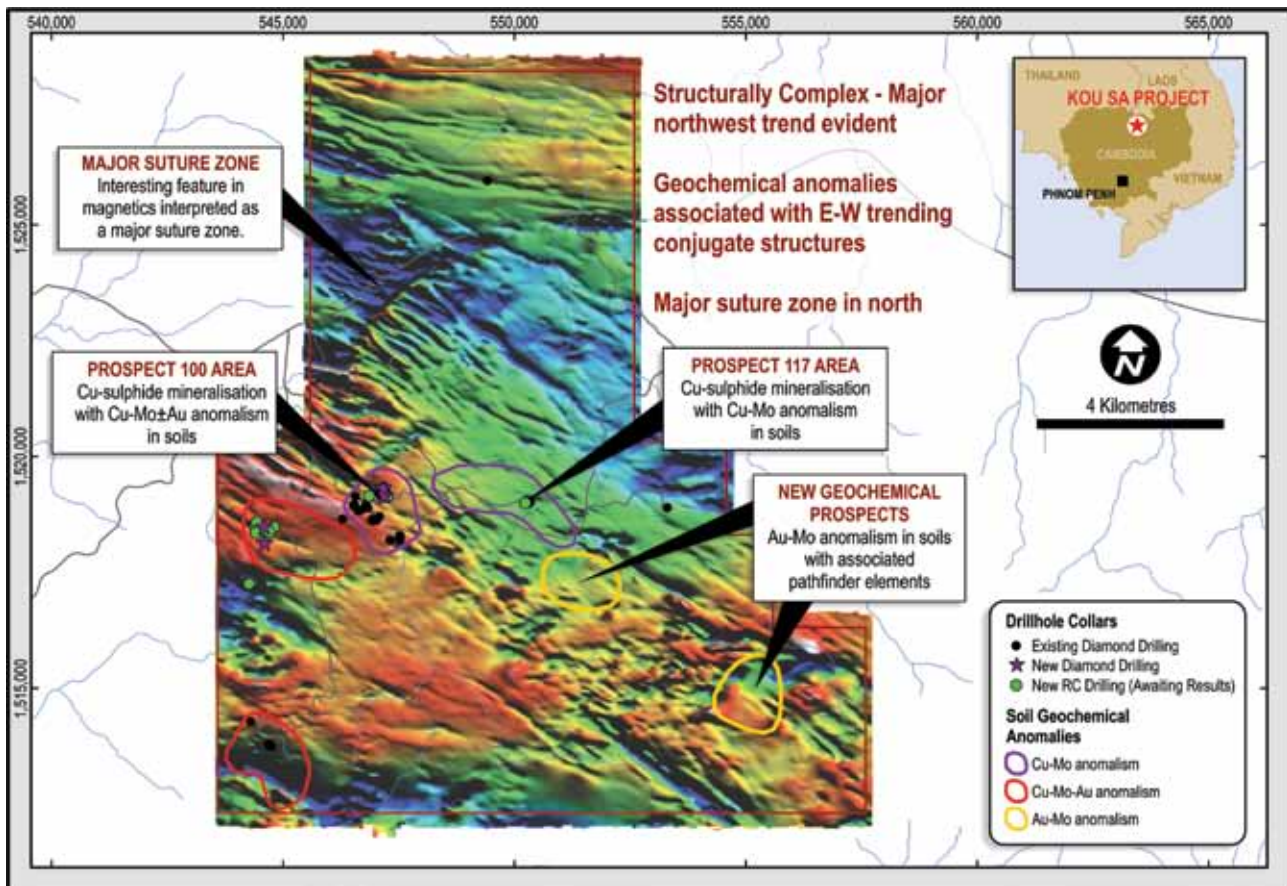 540,000
545,000
550,000
555,000
560,000
565,000
1,525,000
1,520,000
1,515,000
Structurally Complex - Major
northwest trend evident
Geochemical anomalies
associated with E-W trending
conjugate structures
Major suture zone in north
MAJOR SUTURE ZONE
Interesting feature in
magnetics interpreted as
a major suture zone.
PROSPECT 100 AREA
Cu-sulphide mineralisation
with Cu-Mo±Au anomalism
in soils
PROSPECT 117 AREA
Cu-sulphide mineralisation
with Cu-Mo anomalism
in soils
NEW GEOCHEMICAL
PROSPECTS
Au-Mo anomalism in soils
with associated
pathfinder elements
THAILAND
LAOS
KOU SA PROJECT
CAMBODIA
VIETNAM
PHNOM PENH
N
4 Kilometres
Drillhole Collars
Existing Diamond Drilling
New Diamond Drilling
New RC Drilling (Awaiting Results)
Soil Geochemical
Anomalies
Cu-Mo anomalism
Cu-Mo-Au anomalism
Au-Mo anomalism